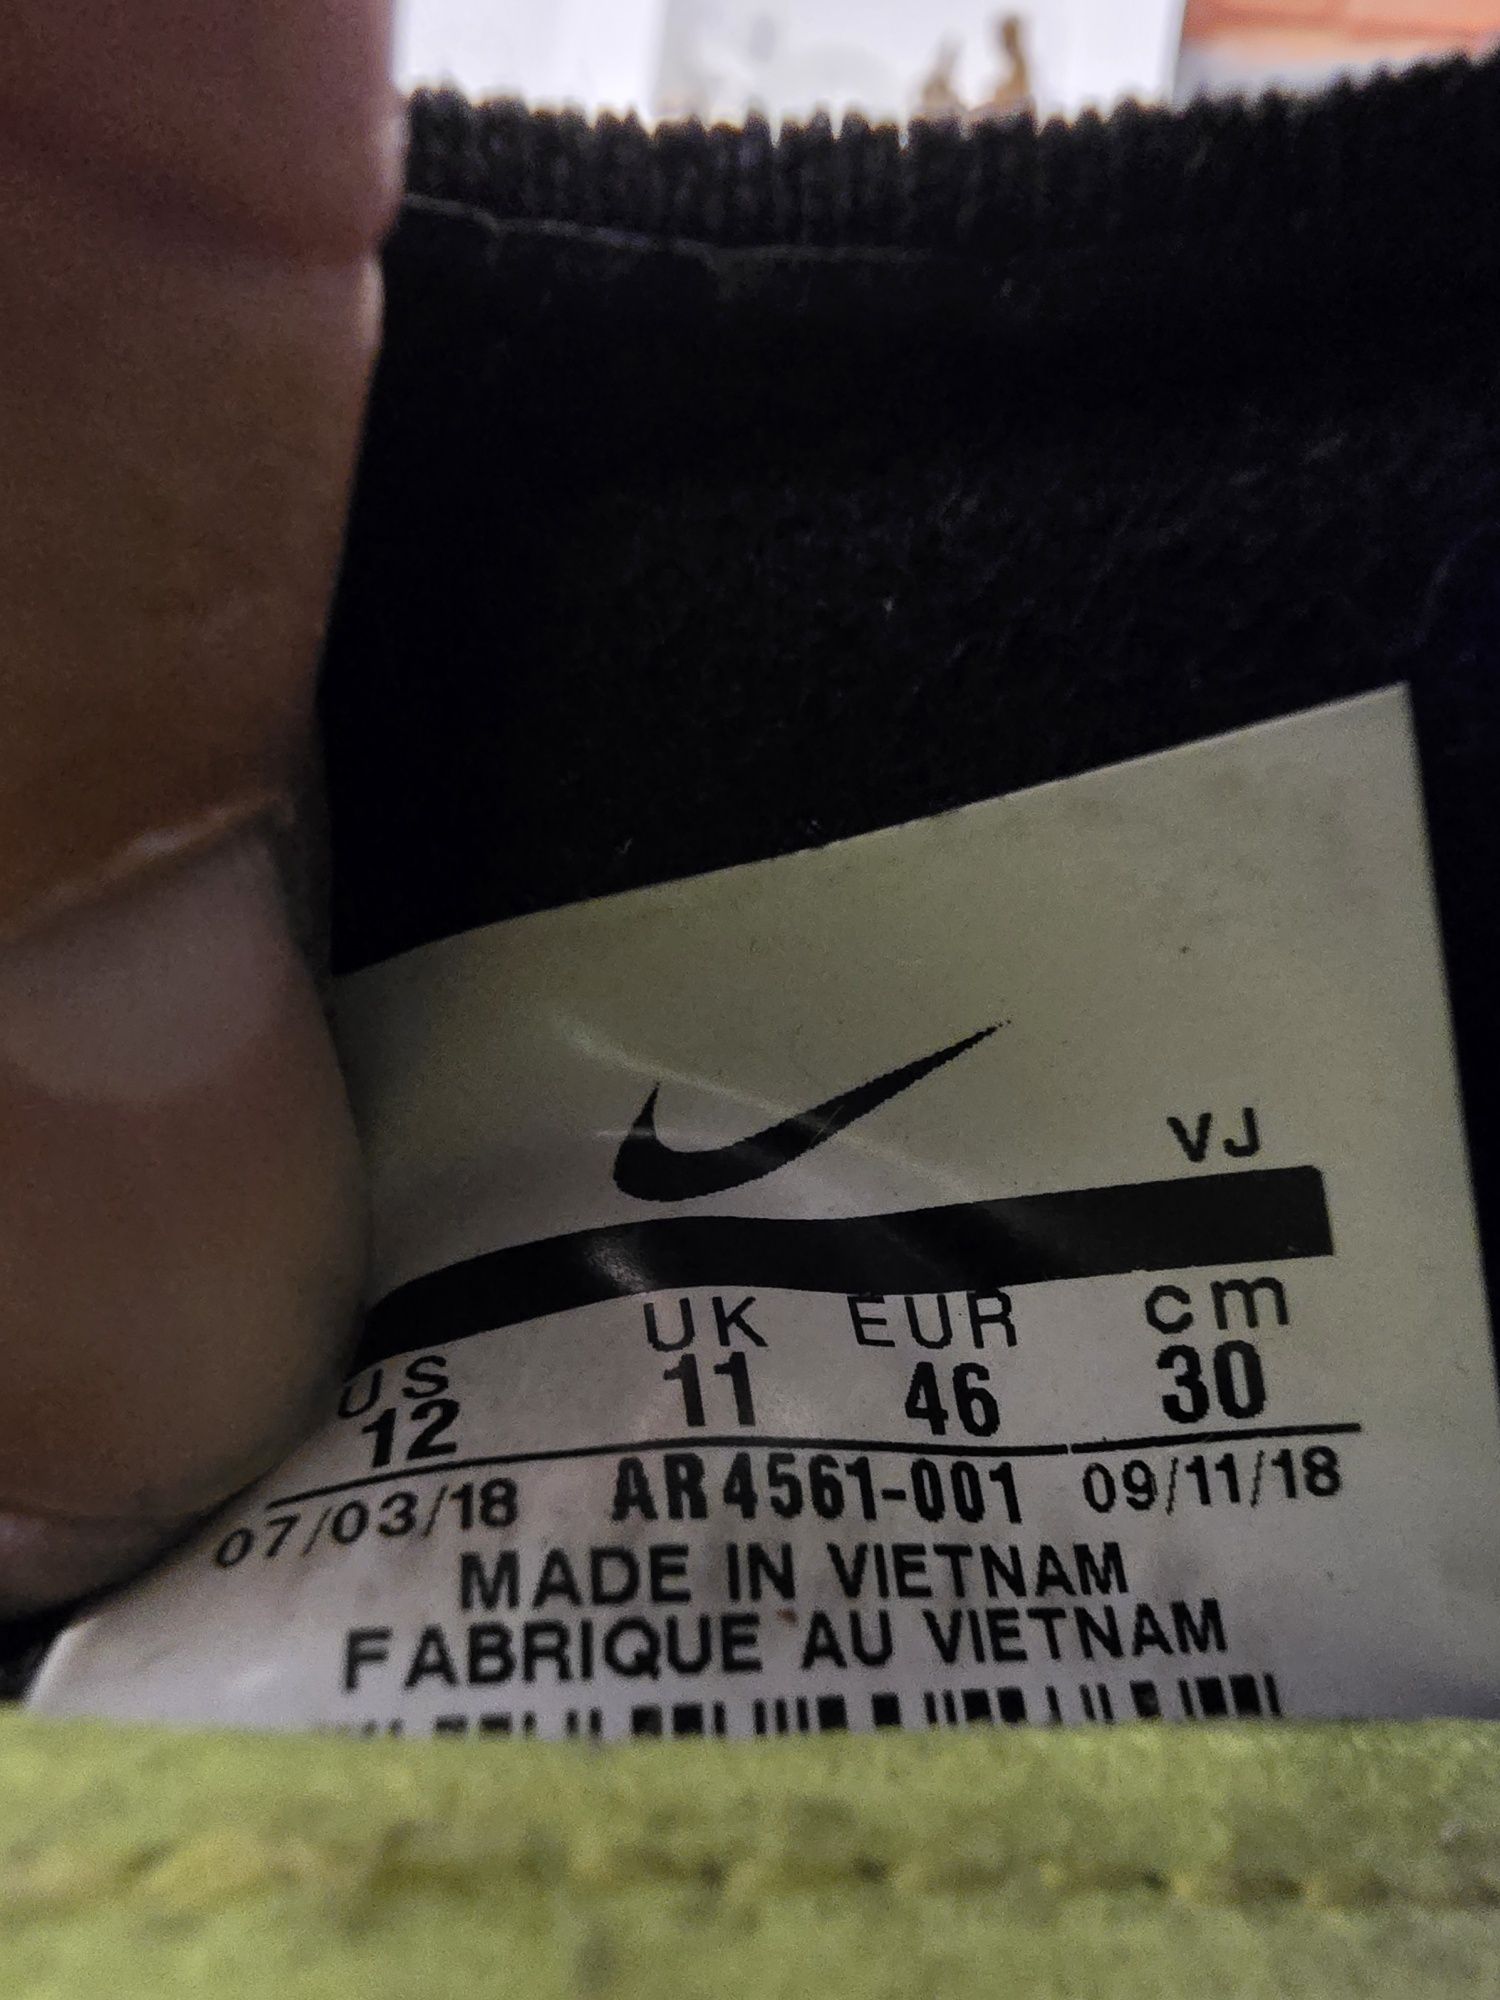 VJ
US UK EUR cm
12 11 46 30
07/03/18 AR4561-001 09/11/18
MADE IN VIETNAM
FABRIQUE AU VIETNAM